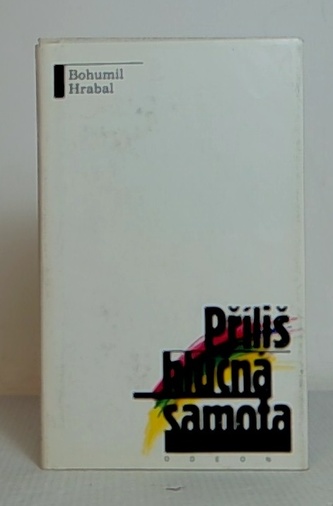 Bohumil
Hrabal
Příliš
hlučná
samota
ODEON